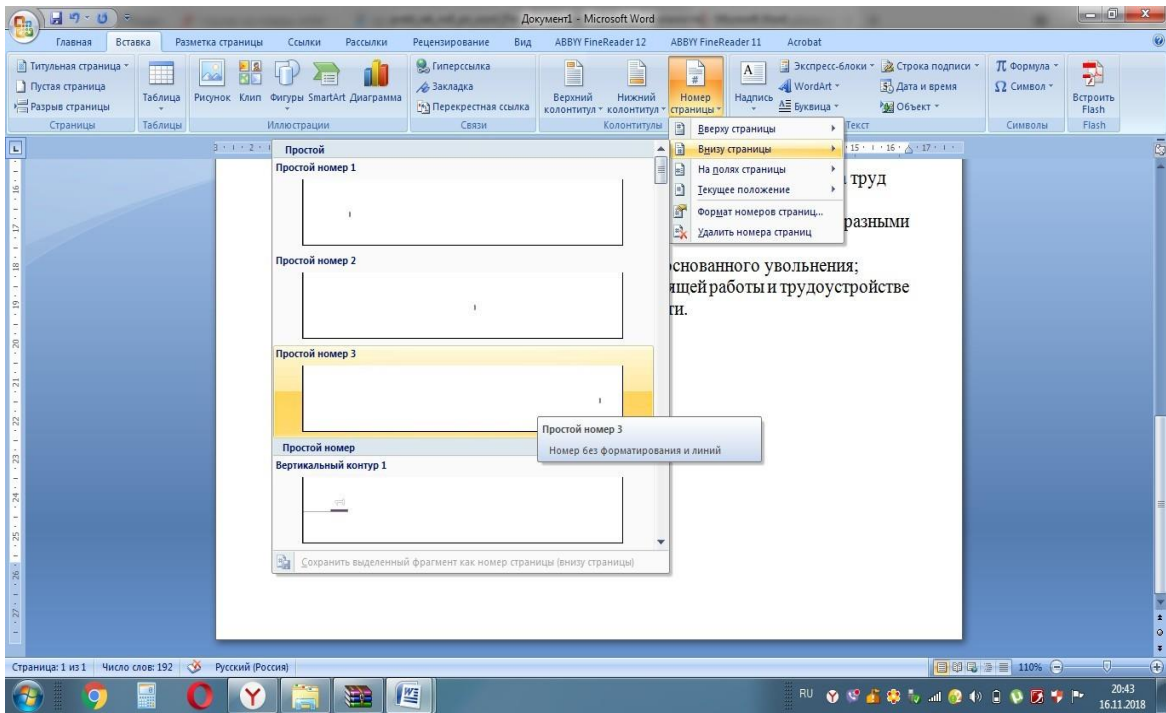 Документ1 - Microsoft Word
Главная Вставка Разметка страницы Ссылки Рассылки Рецензирование Вид ABBYY FineReader 12 ABBYY FineReader 11 Acrobat
Титульная страница
Пустая страница
Разрыв страницы
Страницы
Таблица
Таблицы
Рисунок Клип Фигуры SmartArt Диаграмма
Иллюстрации
Гиперссылка
Закладка
Перекрестная ссылка
Связи
Верхний колонтитул
Нижний колонтитул
Номер страницы
Колонтитулы
Надпись
Экспресс-блоки
WordArt
Буквица
Строка подписи
Дата и время
Объект
Текст
π Формула
Ω Символ
Символы
Встроить Flash
Flash
Вверху страницы
Внизу страницы
На полях страницы
Текущее положение
Формат номеров страниц...
Удалить номера страниц
Простой
Простой номер 1
Простой номер 2
Простой номер 3
Простой номер 3
Номер без форматирования и линий
Простой номер
Вертикальный контур 1
Сохранить выделенный фрагмент как номер страницы (внизу страницы)
труд
разными
основанного увольнения;
ящей работы и трудоустройстве
ти.
Страница: 1 из 1 Число слов: 192 Русский (Россия) 110%
RU 20:43
16.11.2018